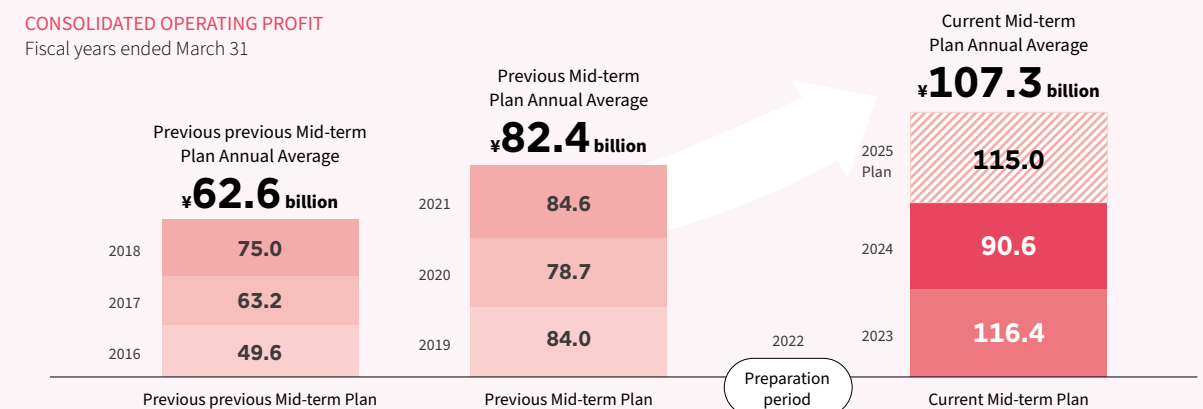 CONSOLIDATED OPERATING PROFIT
Fiscal years ended March 31
Previous previous Mid-term
Plan Annual Average
¥62.6 billion
2018
75.0
2017
63.2
2016
49.6
Previous previous Mid-term Plan
Previous Mid-term
Plan Annual Average
¥82.4 billion
2021
84.6
2020
78.7
2019
84.0
Previous Mid-term Plan
2022
Preparation
period
Current Mid-term
Plan Annual Average
¥107.3 billion
2025
Plan
115.0
2024
90.6
2023
116.4
Current Mid-term Plan